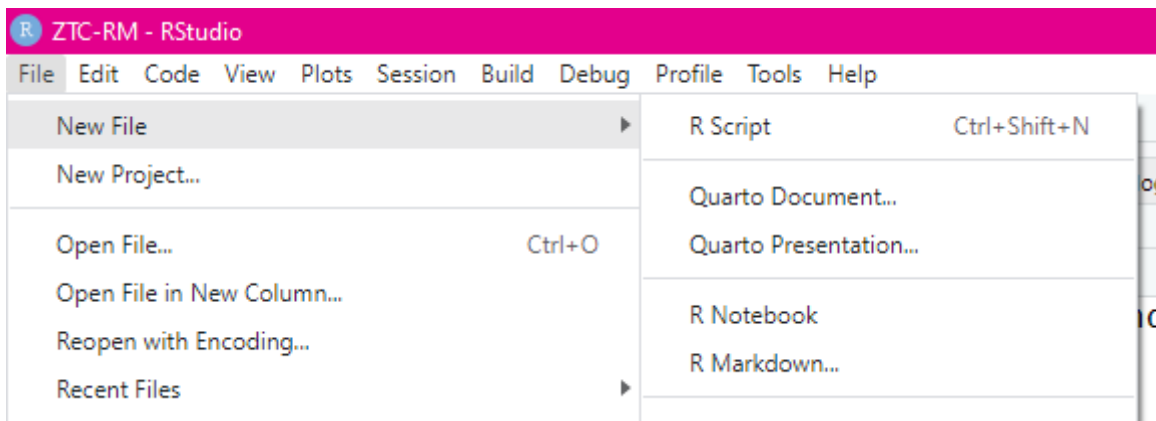 R ZTC-RM - RStudio
File Edit Code View Plots Session Build Debug Profile Tools Help
New File
New Project...
Open File... Ctrl+O
Open File in New Column...
Reopen with Encoding...
Recent Files
R Script Ctrl+Shift+N
Quarto Document...
Quarto Presentation...
R Notebook
R Markdown...